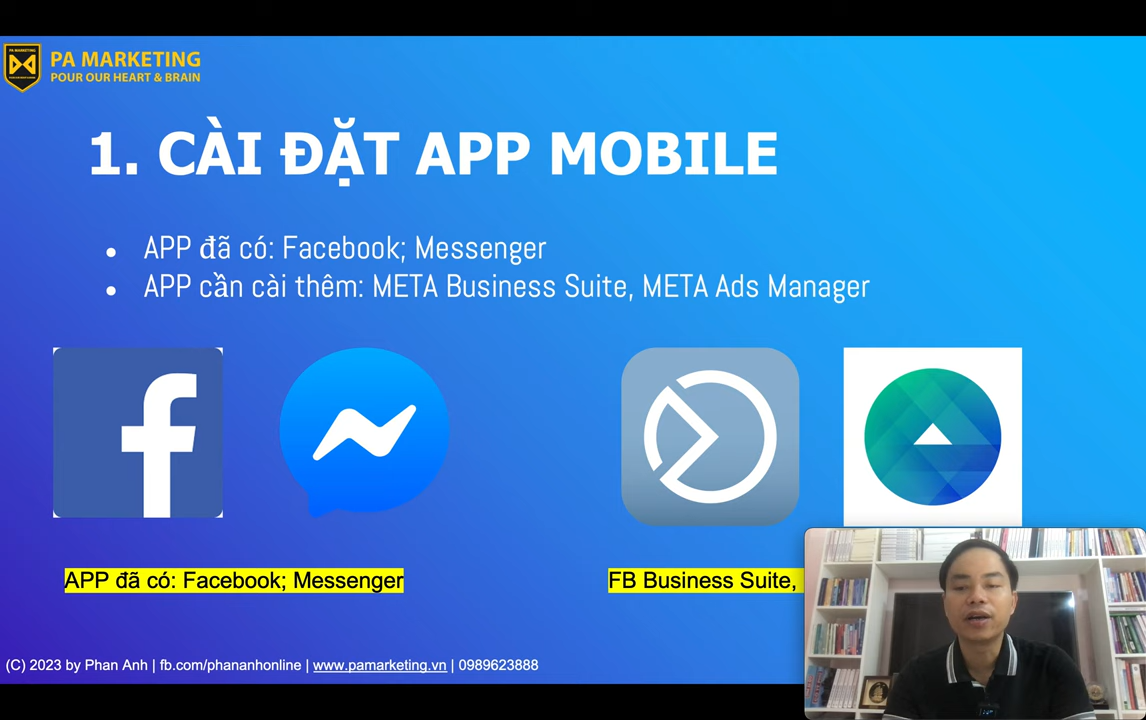 PA MARKETING
POUR OUR HEART & BRAIN
1. CÀI ĐẶT APP MOBILE
● APP đã có: Facebook; Messenger
● APP cần cài thêm: META Business Suite, META Ads Manager
APP đã có: Facebook; Messenger
FB Business Suite,
(C) 2023 by Phan Anh | fb.com/phananhonline | www.pamarketing.vn | 0989623888